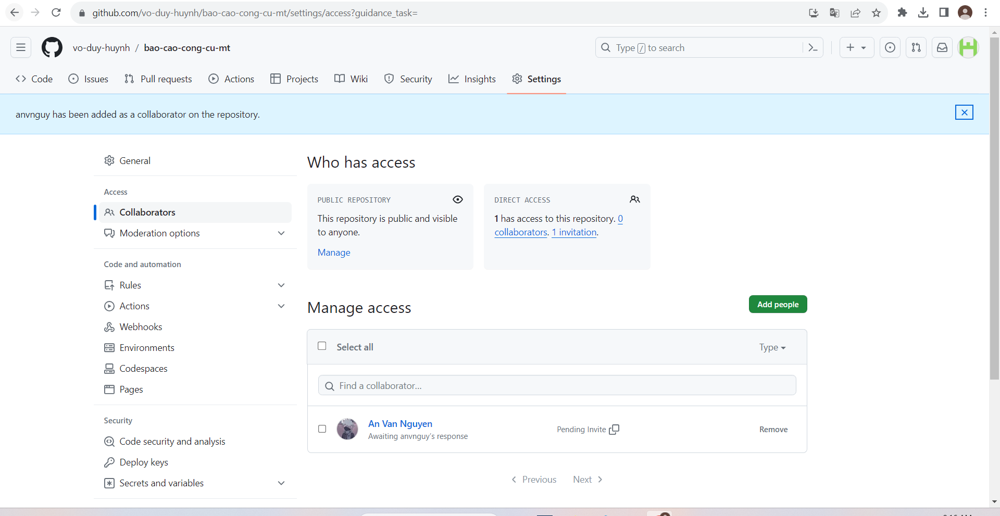 github.com/vo-duy-huynh/bao-cao-cong-cu-mt/settings/access?guidance_task=
vo-duy-huynh / bao-cao-cong-cu-mt
Type / to search
Code Issues Pull requests Actions Projects Wiki Security Insights Settings
anvnguy has been added as a collaborator on the repository.
General
Access
Collaborators
Moderation options
Code and automation
Rules
Actions
Webhooks
Environments
Codespaces
Pages
Security
Code security and analysis
Deploy keys
Secrets and variables
Who has access
PUBLIC REPOSITORY
This repository is public and visible
to anyone.
Manage
DIRECT ACCESS
1 has access to this repository. 0
collaborators. 1 invitation.
Manage access
Add people
Select all
Type
Find a collaborator...
An Van Nguyen
Awaiting anvnguy's response
Pending Invite
Remove
Previous Next